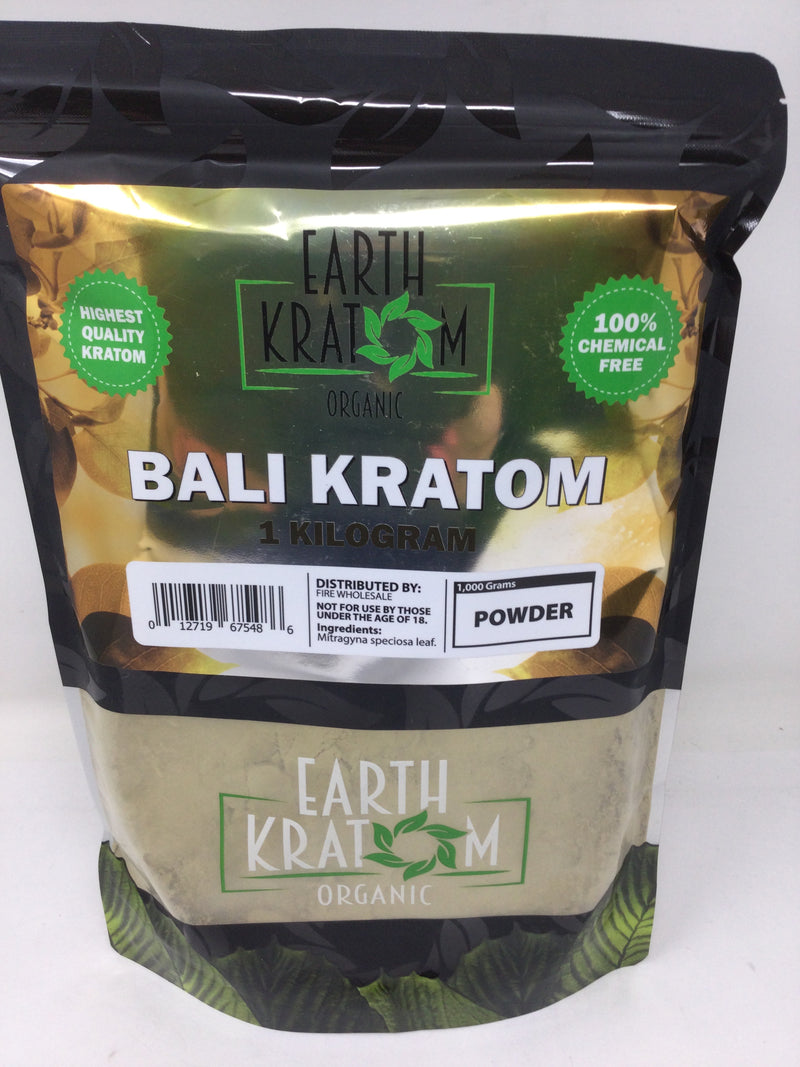 EARTH
KRATOM
ORGANIC
HIGHEST
QUALITY
KRATOM
100%
CHEMICAL
FREE
BALI KRATOM
1 KILOGRAM
0 12719 67548 6
DISTRIBUTED BY:
FIRE WHOLESALE
NOT FOR USE BY THOSE
UNDER THE AGE OF 18.
Ingredients:
Mitragyna speciosa leaf.
1,000 Grams
POWDER
EARTH
KRATOM
ORGANIC